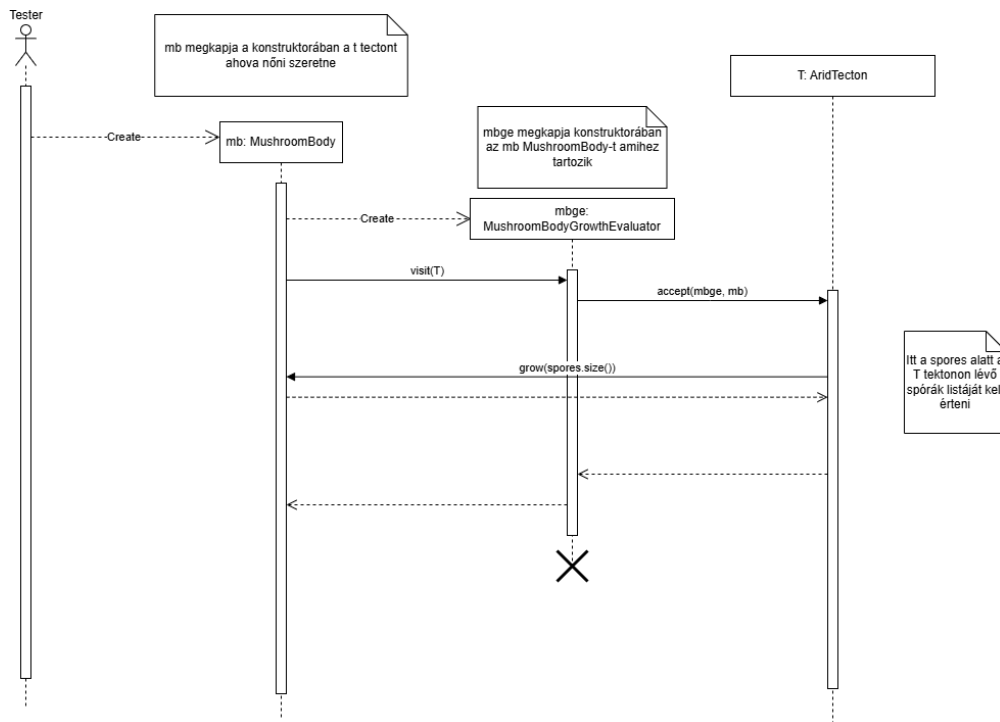 Tester
mb megkapja a konstruktorában a t tectont
ahova nőni szeretne
T: AridTecton
mbge megkapja konstruktorában
az mb MushroomBody-t amihez
tartozik
Create
mb: MushroomBody
mbge:
MushroomBodyGrowthEvaluator
Create
visit(T)
accept(mbge, mb)
Itt a spores alatt a
T tektonon lévő
spórák listáját kel
érteni
grow(spores.size())